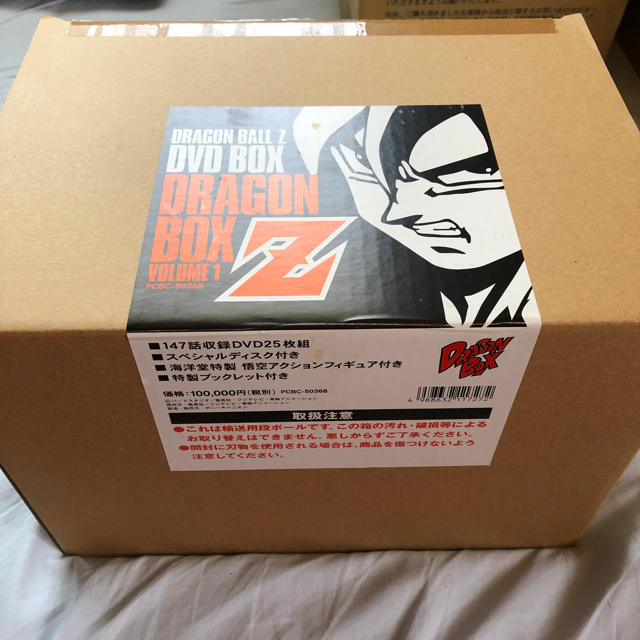 DRAGON BALL Z
DVD BOX
DRAGON
BOX
Z
VOLUME 1
PCBC-50368
■147話収録DVD25枚組
■スペシャルディスク付き
■海洋堂特製 悟空アクションフィギュア付き
■特製ブックレット付き
DRAGON
BOX
価格：100,000円(税別) PCBC-50368
取扱注意
●これは輸送用段ボールです。この箱の汚れ・破損等による
お取り替えはできません。悪しからずご了承ください。
●開封に刃物を使用される場合は、商品を傷つけないよう
注意してください。